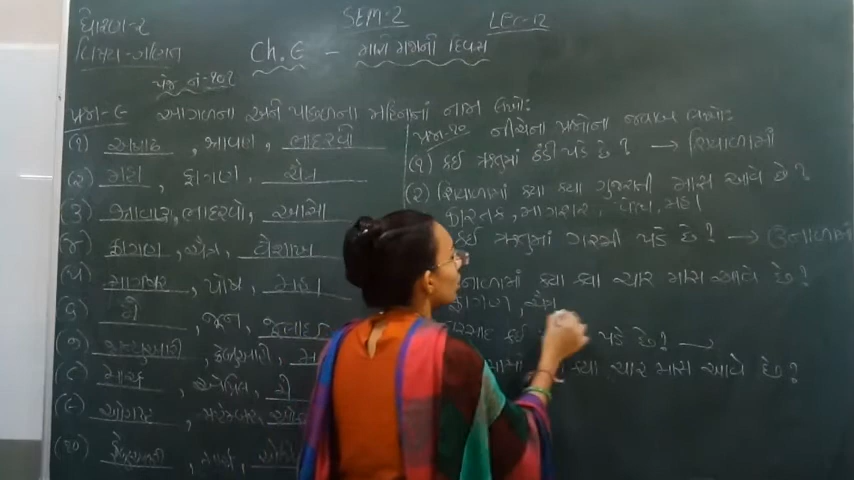 ધોરણ-૨
SEM-2
LEC-12
વિષય-ગણિત
Ch.6 - મારો મજાનો દિવસ
પેજ નં-૧૦૧
પ્રશ્ન-૯ આગળના અને પાછળના મહિનાનાં નામ લખો:
(૧) અષાઢ, શ્રાવણ, ભાદરવો
(૨) મહા, ફાગણ, ચૈત્ર
(૩) શ્રાવણ, ભાદરવો, આસો
(૪) ફાગણ, ચૈત્ર, વૈશાખ
(૫) માગશર, પોષ, મહા
(૬) મે, જૂન, જુલાઈ
(૭) જાન્યુઆરી, ફેબ્રુઆરી,
(૮) માર્ચ, એપ્રિલ, મે
(૯) ઓગસ્ટ, સપ્ટેમ્બર,
(૧૦) ફેબ્રુઆરી, માર્ચ,
પ્રશ્ન-૧૦ નીચેના પ્રશ્નોના જવાબ લખો:
(૧) કઈ ઋતુમાં ઠંડી પડે છે? → શિયાળામાં
(૨) શિયાળામાં ક્યા ક્યા ગુજરાતી માસ આવે છે?
કારતક, માગશર, પોષ, મહા
કઈ ઋતુમાં ગરમી પડે છે? → ઉનાળામાં
નાળામાં ક્યા ક્યા ચાર માસ આવે છે?
ફાગણ, ચૈત્ર
કઈ પડે છે? →
ક્યા ચાર માસ આવે છે?